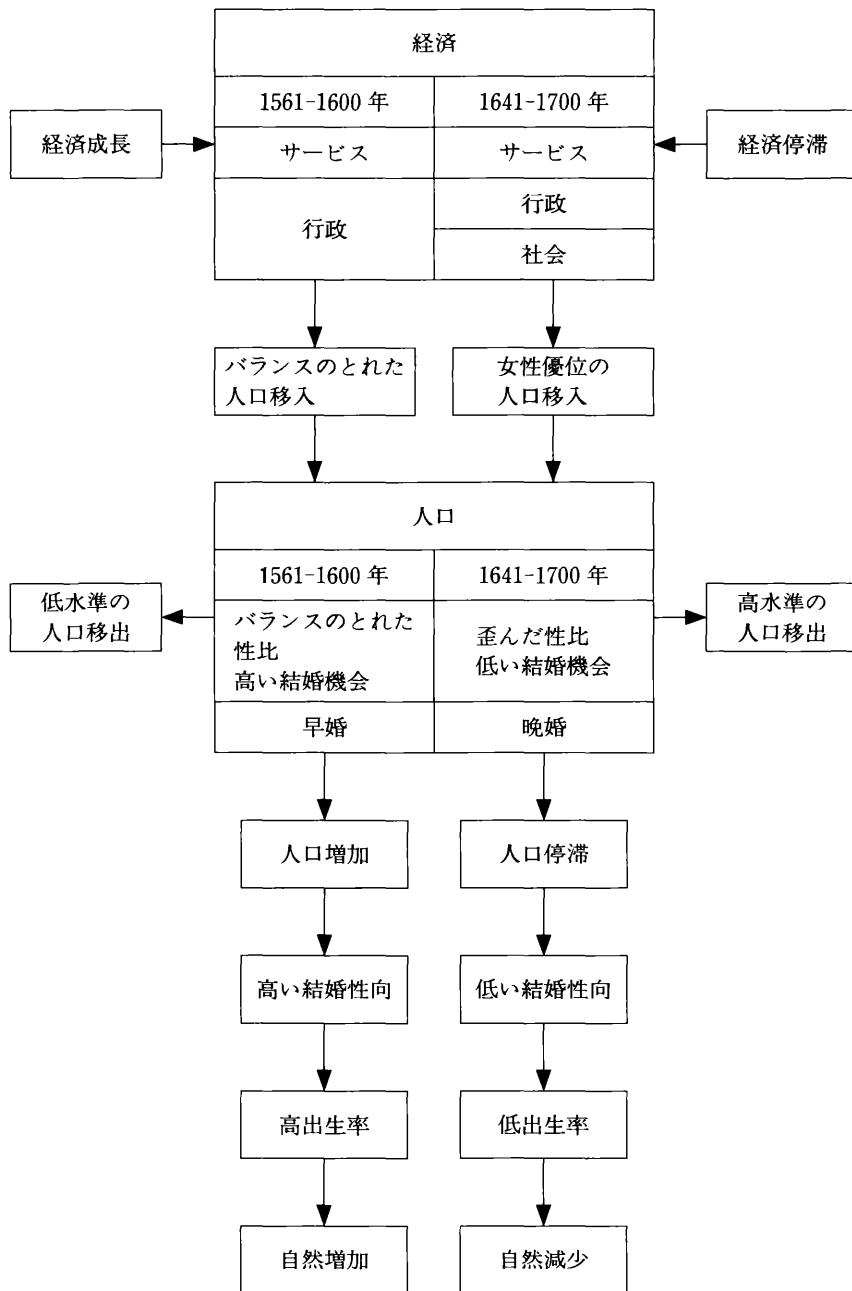 経済
1561-1600 年
1641-1700 年
経済成長
サービス
サービス
経済停滞
行政
行政
社会
バランスのとれた
人口移入
女性優位の
人口移入
人口
1561-1600 年
1641-1700 年
低水準の
人口移出
バランスのとれた
性比
高い結婚機会
歪んだ性比
低い結婚機会
高水準の
人口移出
早婚
晩婚
人口増加
人口停滞
高い結婚性向
低い結婚性向
高出生率
低出生率
自然増加
自然減少